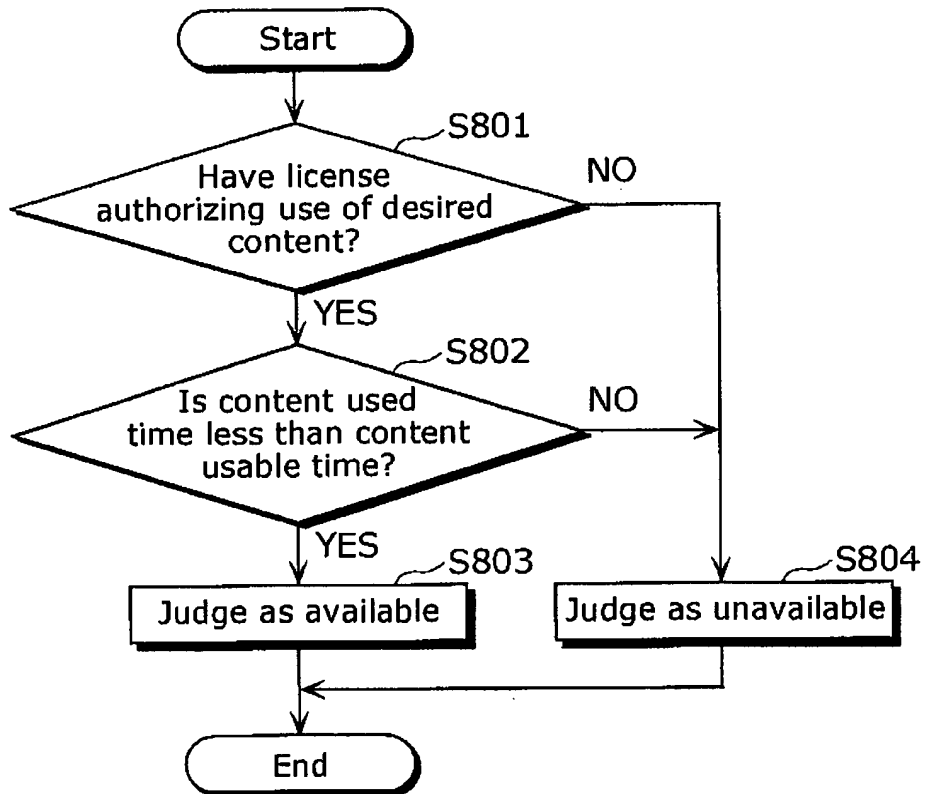 Start
S801
Have license
authorizing use of desired
content?
NO
YES
S802
Is content used
time less than content
usable time?
NO
YES
S803
Judge as available
S804
Judge as unavailable
End